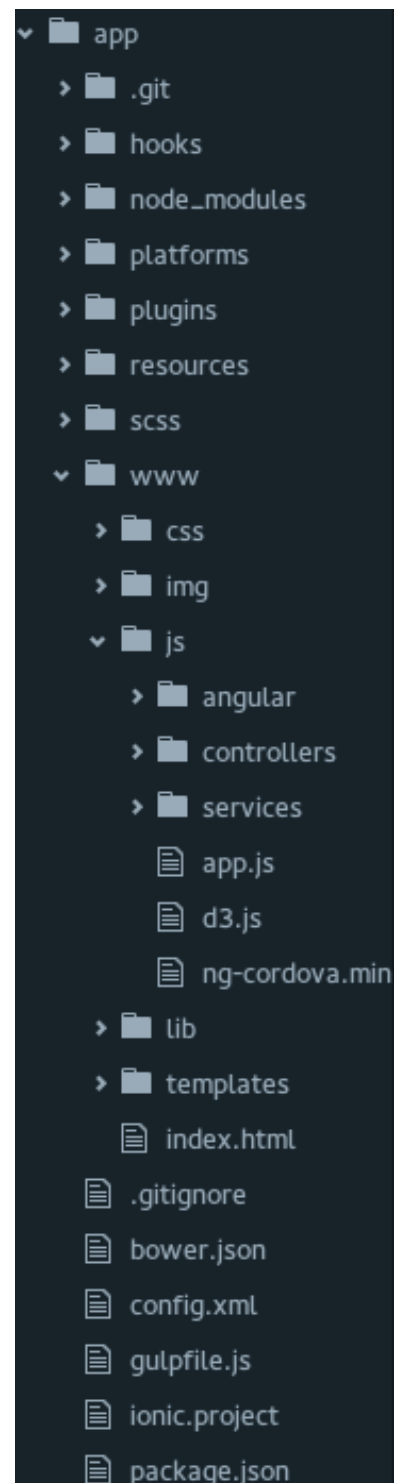 app
.git
hooks
node_modules
platforms
plugins
resources
scss
www
css
img
js
angular
controllers
services
app.js
d3.js
ng-cordova.min
lib
templates
index.html
.gitignore
bower.json
config.xml
gulpfile.js
ionic.project
package.json